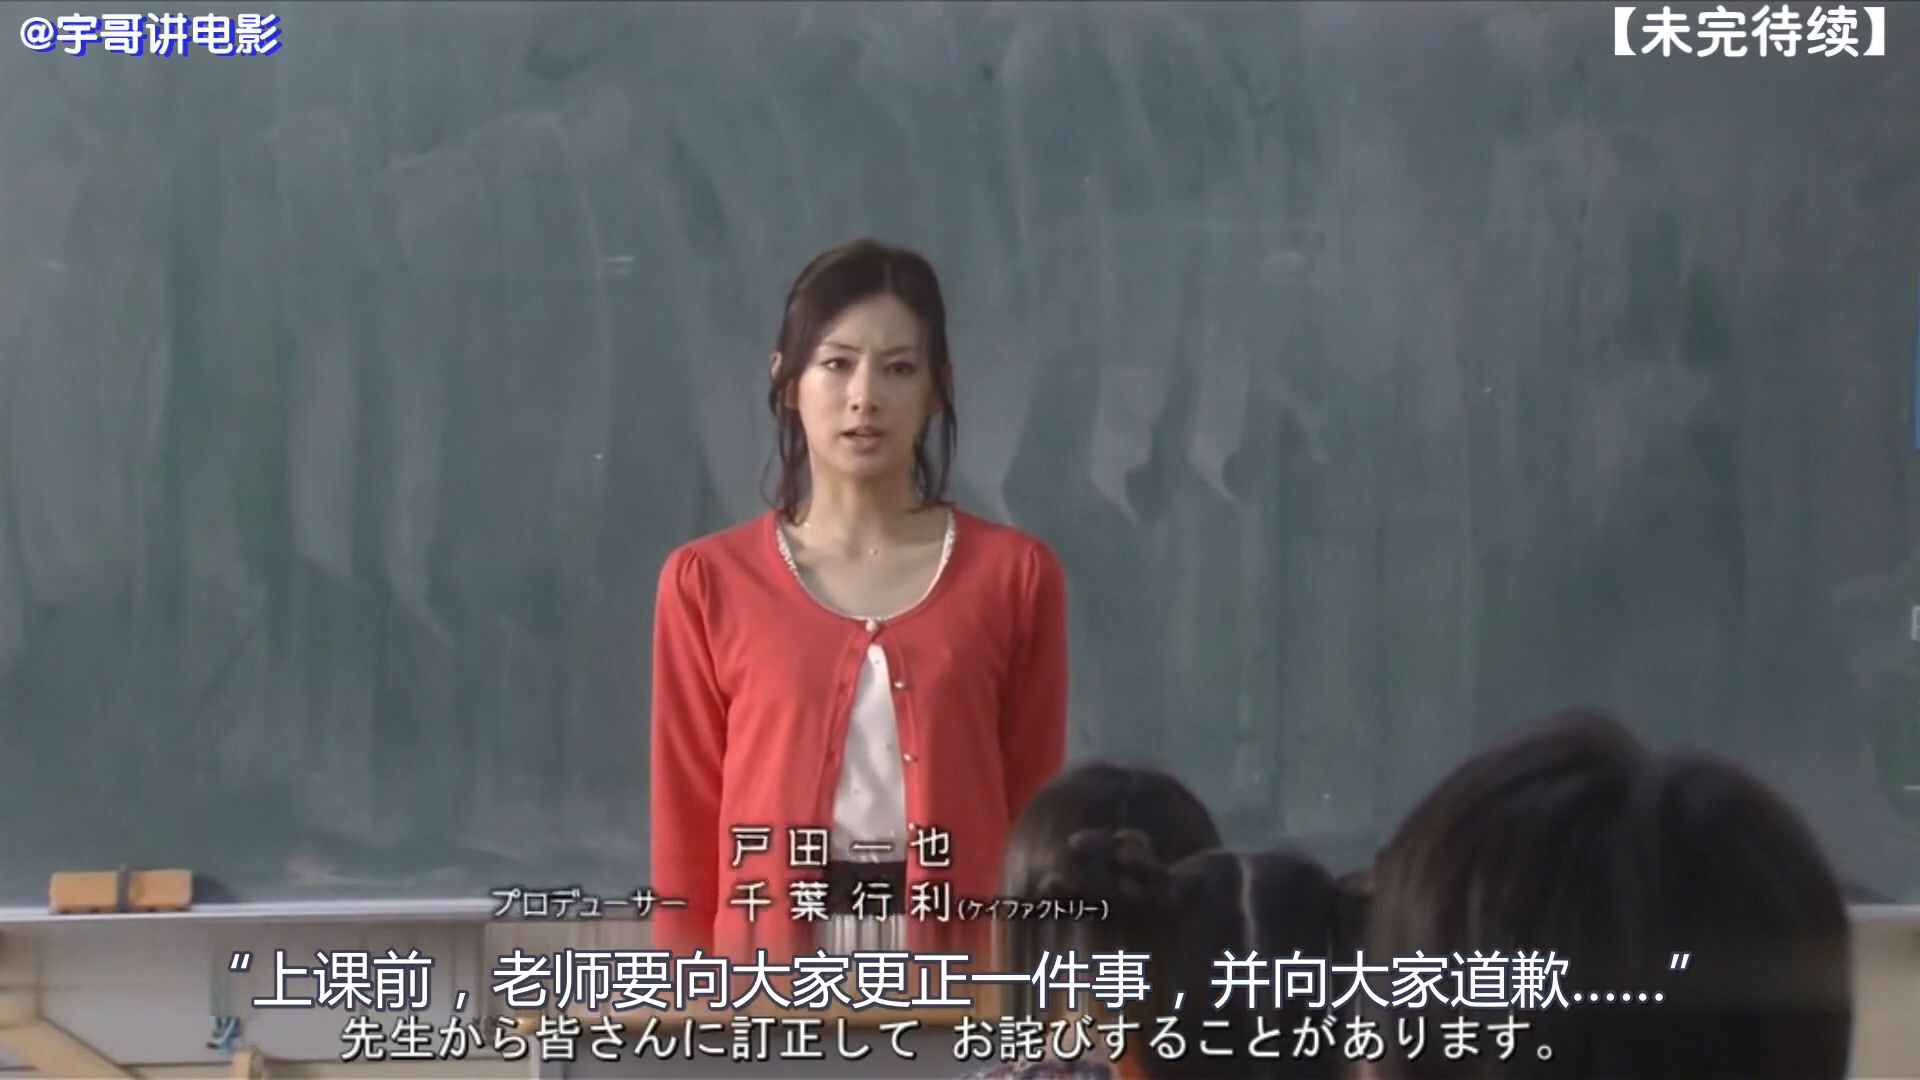 @宇哥讲电影
【未完待续】
戸田一也
プロデューサー 千葉行利(ケイファクトリー)
“上课前，老师要向大家更正一件事，并向大家道歉……”
先生から皆さんに訂正して お詫びすることがあります。